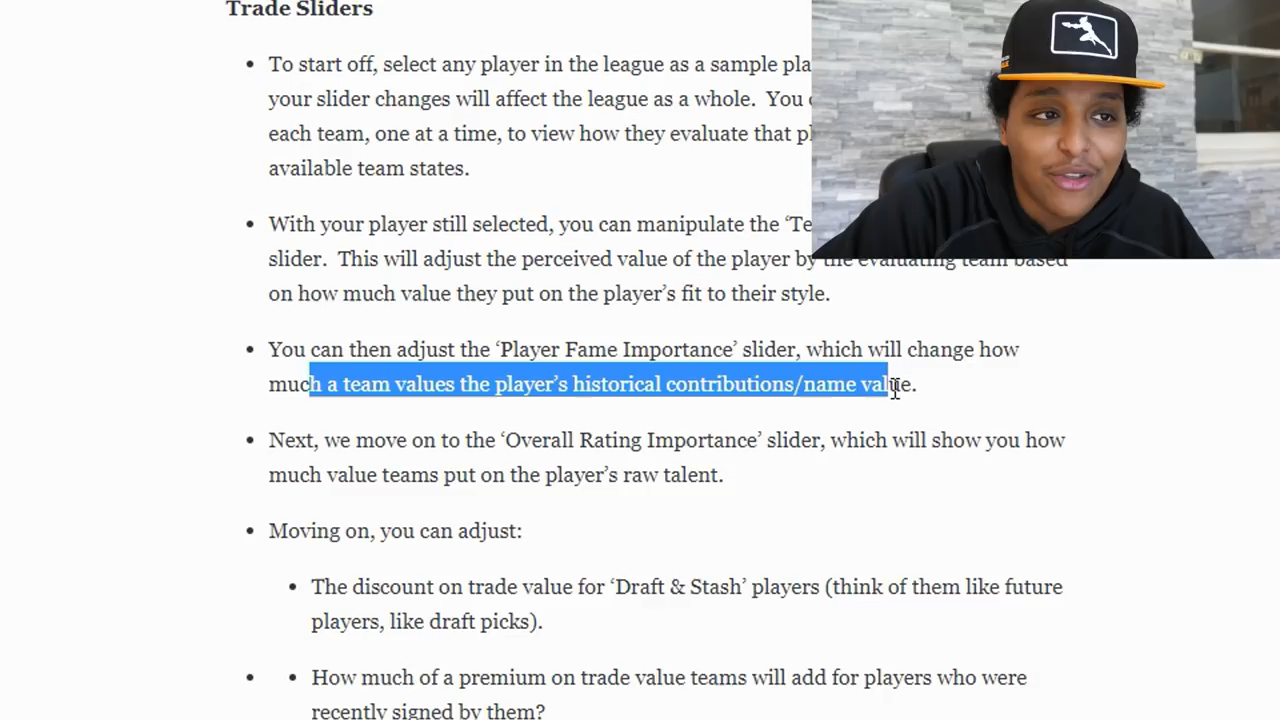 Trade Sliders
• To start off, select any player in the league as a sample pla
your slider changes will affect the league as a whole.  You
each team, one at a time, to view how they evaluate that pl
available team states.
• With your player still selected, you can manipulate the ‘Te
slider.  This will adjust the perceived value of the player by the evaluating team based
on how much value they put on the player’s fit to their style.
• You can then adjust the ‘Player Fame Importance’ slider, which will change how
much a team values the player’s historical contributions/name value.
• Next, we move on to the ‘Overall Rating Importance’ slider, which will show you how
much value teams put on the player’s raw talent.
• Moving on, you can adjust:
• The discount on trade value for ‘Draft & Stash’ players (think of them like future
players, like draft picks).
• • How much of a premium on trade value teams will add for players who were
recently signed by them?